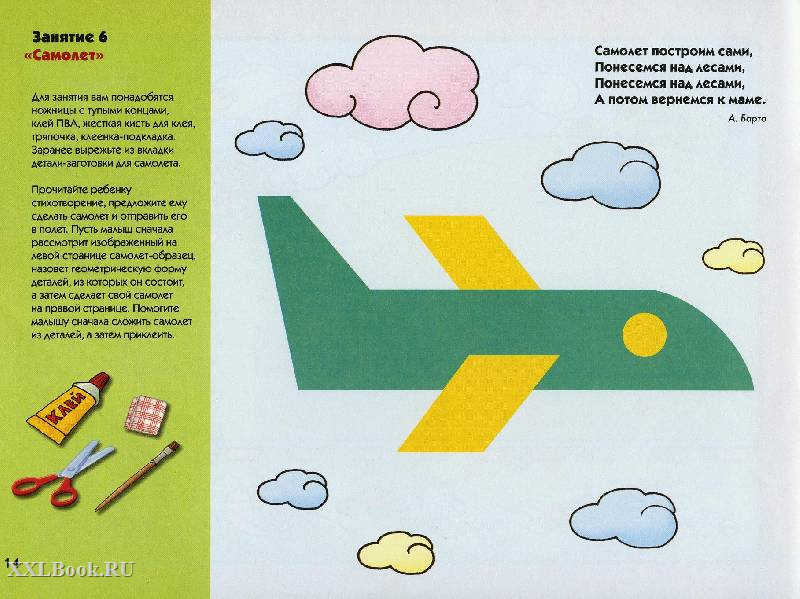 Занятие 6
«Самолет»
Для занятия вам понадобятся
ножницы с тупыми концами,
клей ПВА, жесткая кисть для клея,
тряпочка, клеенка-подкладка.
Заранее вырежьте из вкладки
детали-заготовки для самолета.
Прочитайте ребенку
стихотворение, предложите ему
сделать самолет и отправить его
в полет. Пусть малыш сначала
рассмотрит изображенный на
левой странице самолет-образец,
назовет геометрическую форму
деталей, из которых он состоит,
а затем сделает свой самолет
на правой странице. Помогите
малышу сначала сложить самолет
из деталей, а затем приклеить.
КЛЕЙ
14
XXLBook.RU
Самолет построим сами,
Понесемся над лесами,
Понесемся над лесами,
А потом вернемся к маме.
А. Барто